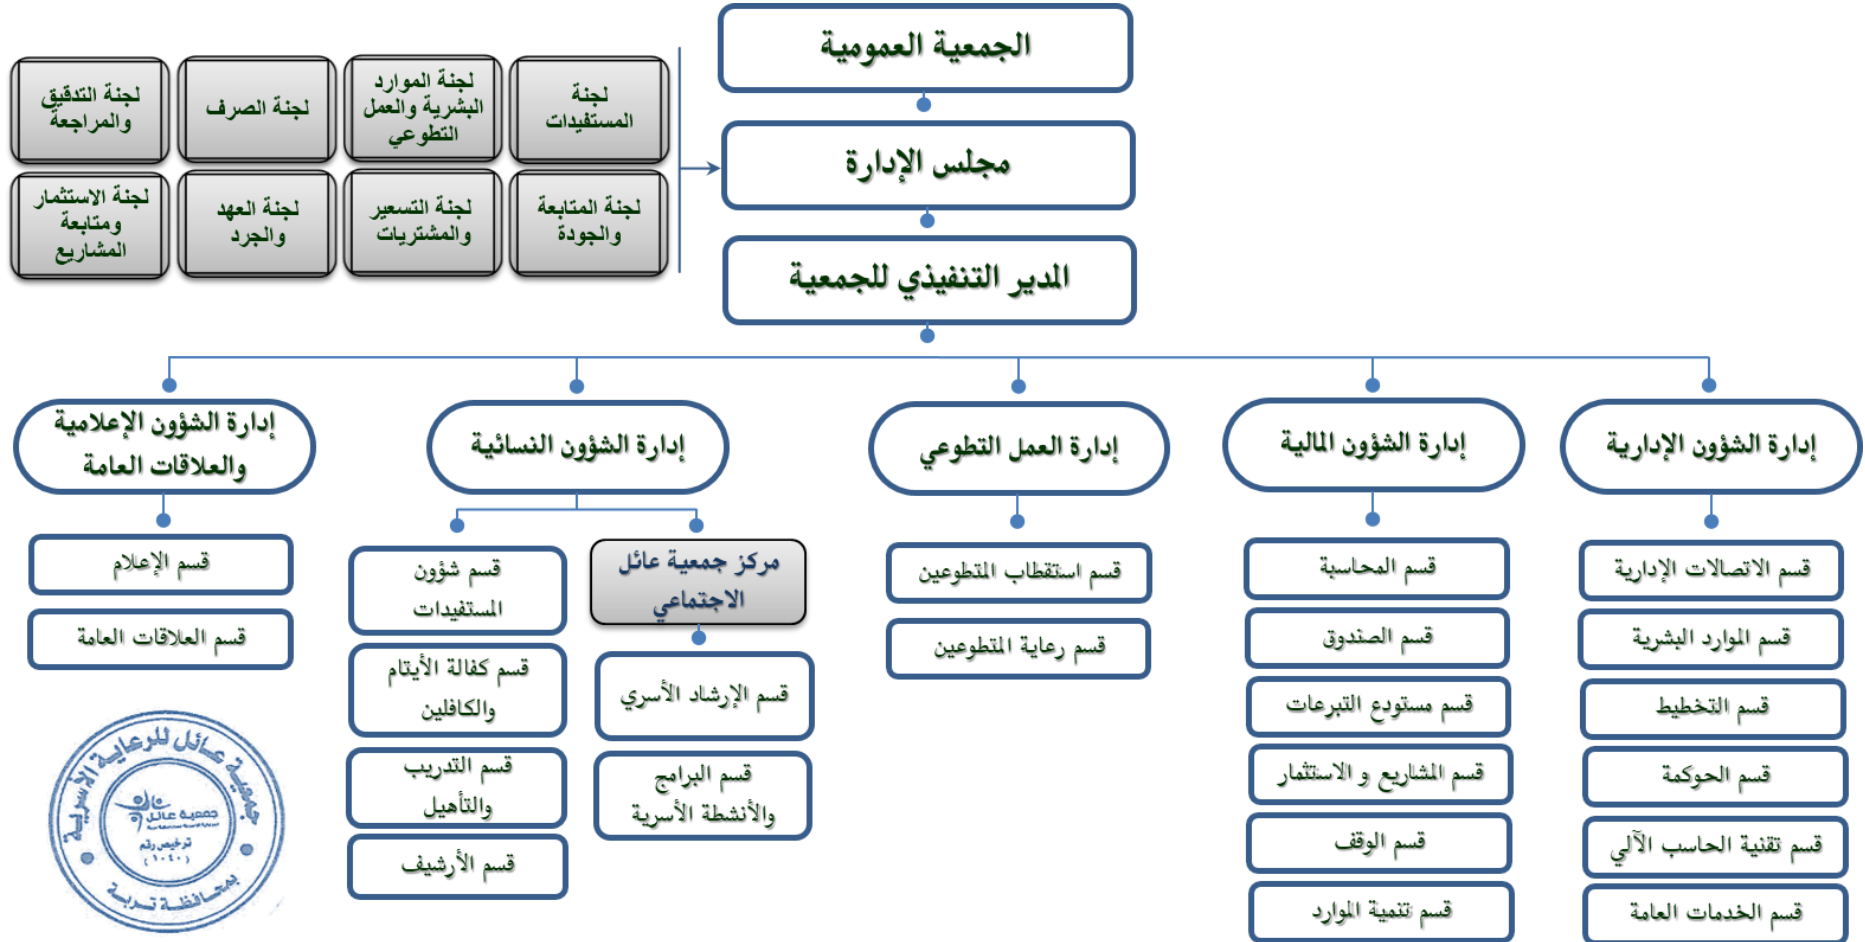 الجمعية العمومية
مجلس الإدارة
المدير التنفيذي للجمعية
لجنة
المستفيدات
لجنة الموارد
البشرية والعمل
التطوعي
لجنة الصرف
لجنة التدقيق
والمراجعة
لجنة المتابعة
والجودة
لجنة التسعير
والمشتريات
لجنة العهد
والجرد
لجنة الاستثمار
ومتابعة
المشاريع
إدارة الشؤون الإدارية
قسم الاتصالات الإدارية
قسم الموارد البشرية
قسم التخطيط
قسم الحوكمة
قسم تقنية الحاسب الآلي
قسم الخدمات العامة
إدارة الشؤون المالية
قسم المحاسبة
قسم الصندوق
قسم مستودع التبرعات
قسم المشاريع و الاستثمار
قسم الوقف
قسم تنمية الموارد
إدارة العمل التطوعي
قسم استقطاب المتطوعين
قسم رعاية المتطوعين
إدارة الشؤون النسائية
مركز جمعية عائل
الاجتماعي
قسم الإرشاد الأسري
قسم البرامج
والأنشطة الأسرية
قسم شؤون
المستفيدات
قسم كفالة الأيتام
والكافلين
قسم التدريب
والتأهيل
قسم الأرشيف
إدارة الشؤون الإعلامية
والعلاقات العامة
قسم الإعلام
قسم العلاقات العامة
جمعية عائل للرعاية الأسرية
جمعية عائل
ترخيص رقم
(١٠٤٠)
بمحافظة تربة